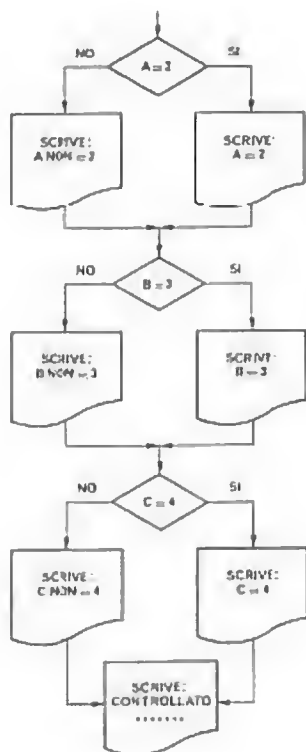 NO
SI
A = 2
SCRIVE:
A NON = 2
SCRIVE:
A = 2
NO
SI
B = 3
SCRIVE:
B NON = 3
SCRIVE:
B = 3
NO
SI
C = 4
SCRIVE:
C NON = 4
SCRIVE:
C = 4
SCRIVE:
CONTROLLATO
.......